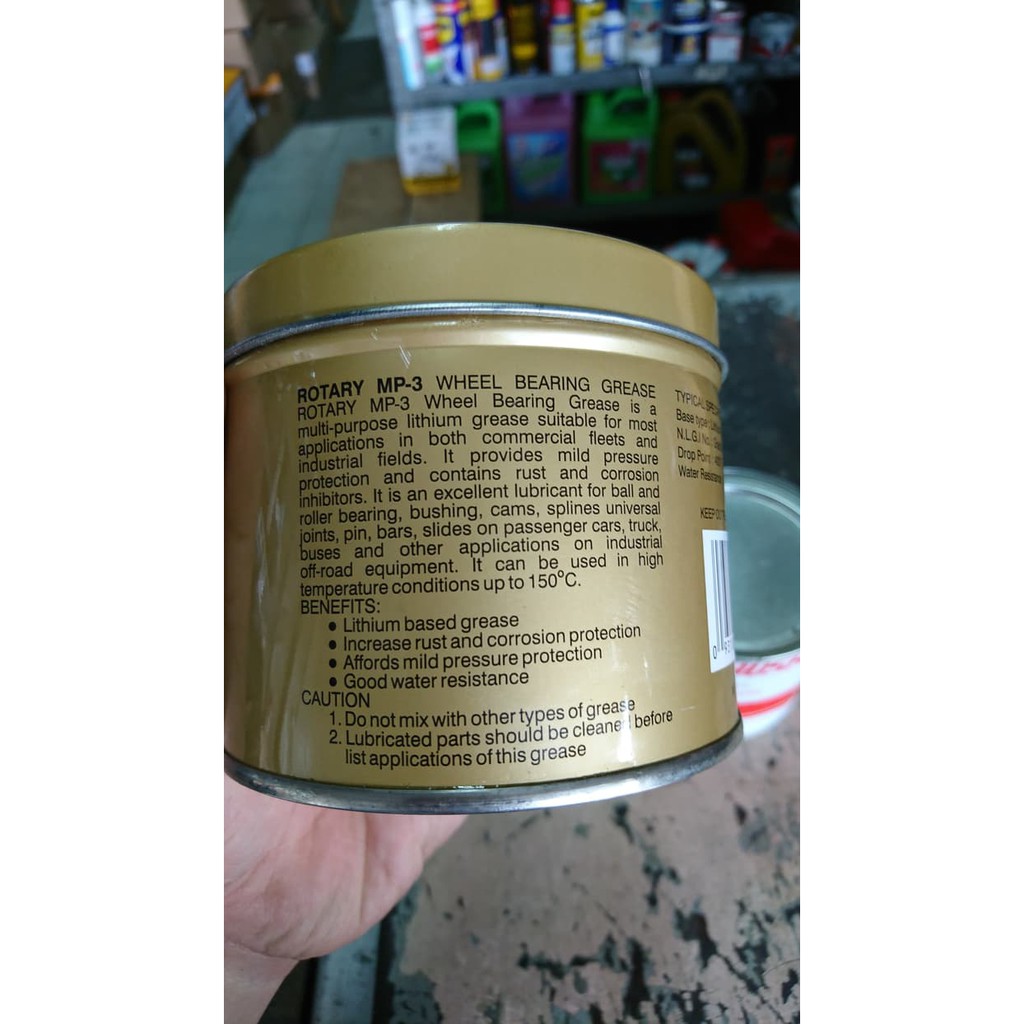 ROTARY MP-3 WHEEL BEARING GREASE
ROTARY MP-3 Wheel Bearing Grease is a
multi-purpose lithium grease suitable for most
applications in both commercial fleets and
industrial fields. It provides mild pressure
protection and contains rust and corrosion
inhibitors. It is an excellent lubricant for ball and
roller bearing, bushing, cams, splines universal
joints, pin, bars, slides on passenger cars, truck,
buses and other applications on industrial
off-road equipment. It can be used in high
temperature conditions up to 150°C.
BENEFITS:
• Lithium based grease
• Increase rust and corrosion protection
• Affords mild pressure protection
• Good water resistance
CAUTION
1. Do not mix with other types of grease
2. Lubricated parts should be cleaned before
list applications of this grease
TYPICAL
Base type
N.L.G.I No.
Drop Point
Water Resistance
KEEP